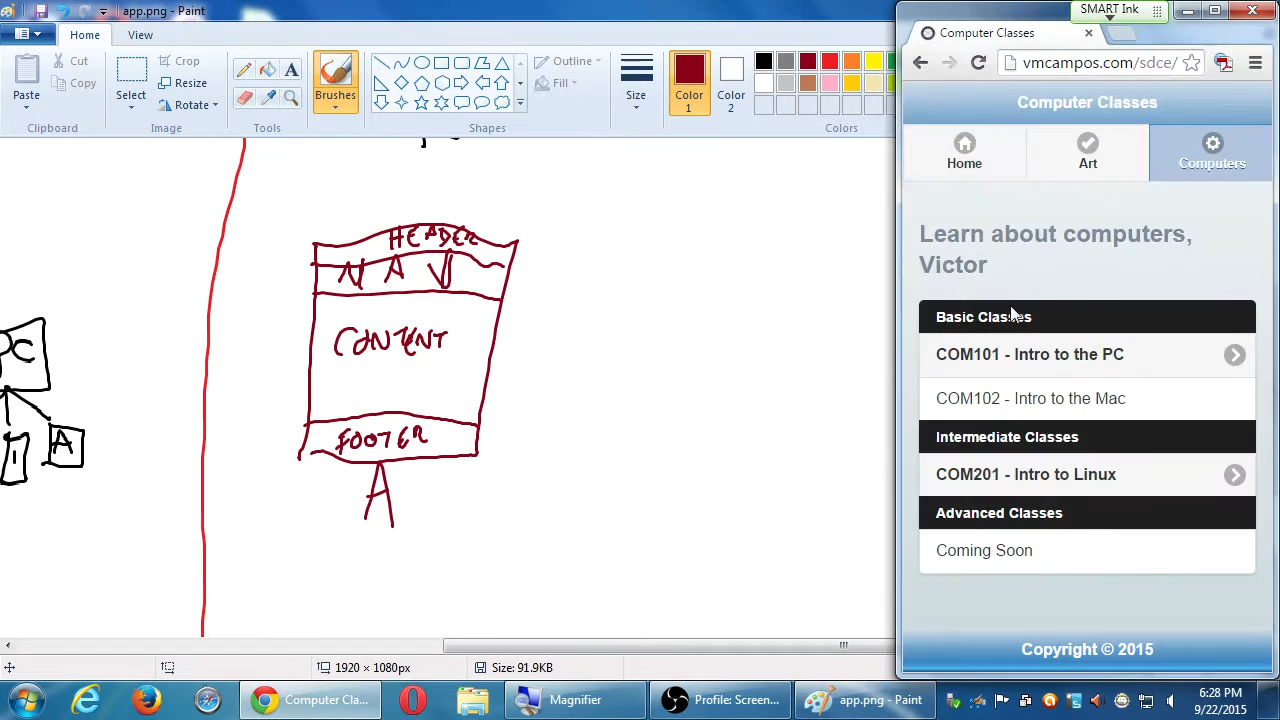 app.png - Paint
Home
View
Paste
Cut
Copy
Clipboard
Select
Crop
Resize
Rotate
Image
A
Tools
Brushes
Shapes
Outline
Fill
Size
Color
1
Color
2
Colors
HEADER
NAV
CONTENT
FOOTER
A
PC
1
A
1920 × 1080px
Size: 91.9KB
SMART Ink
Computer Classes
vmcampos.com/sdce/
Computer Classes
Home
Art
Computers
Learn about computers,
Victor
Basic Classes
COM101 - Intro to the PC
COM102 - Intro to the Mac
Intermediate Classes
COM201 - Intro to Linux
Advanced Classes
Coming Soon
Copyright © 2015
Computer Cla...
Magnifier
Profile: Screen...
app.png - Paint
6:28 PM
9/22/2015